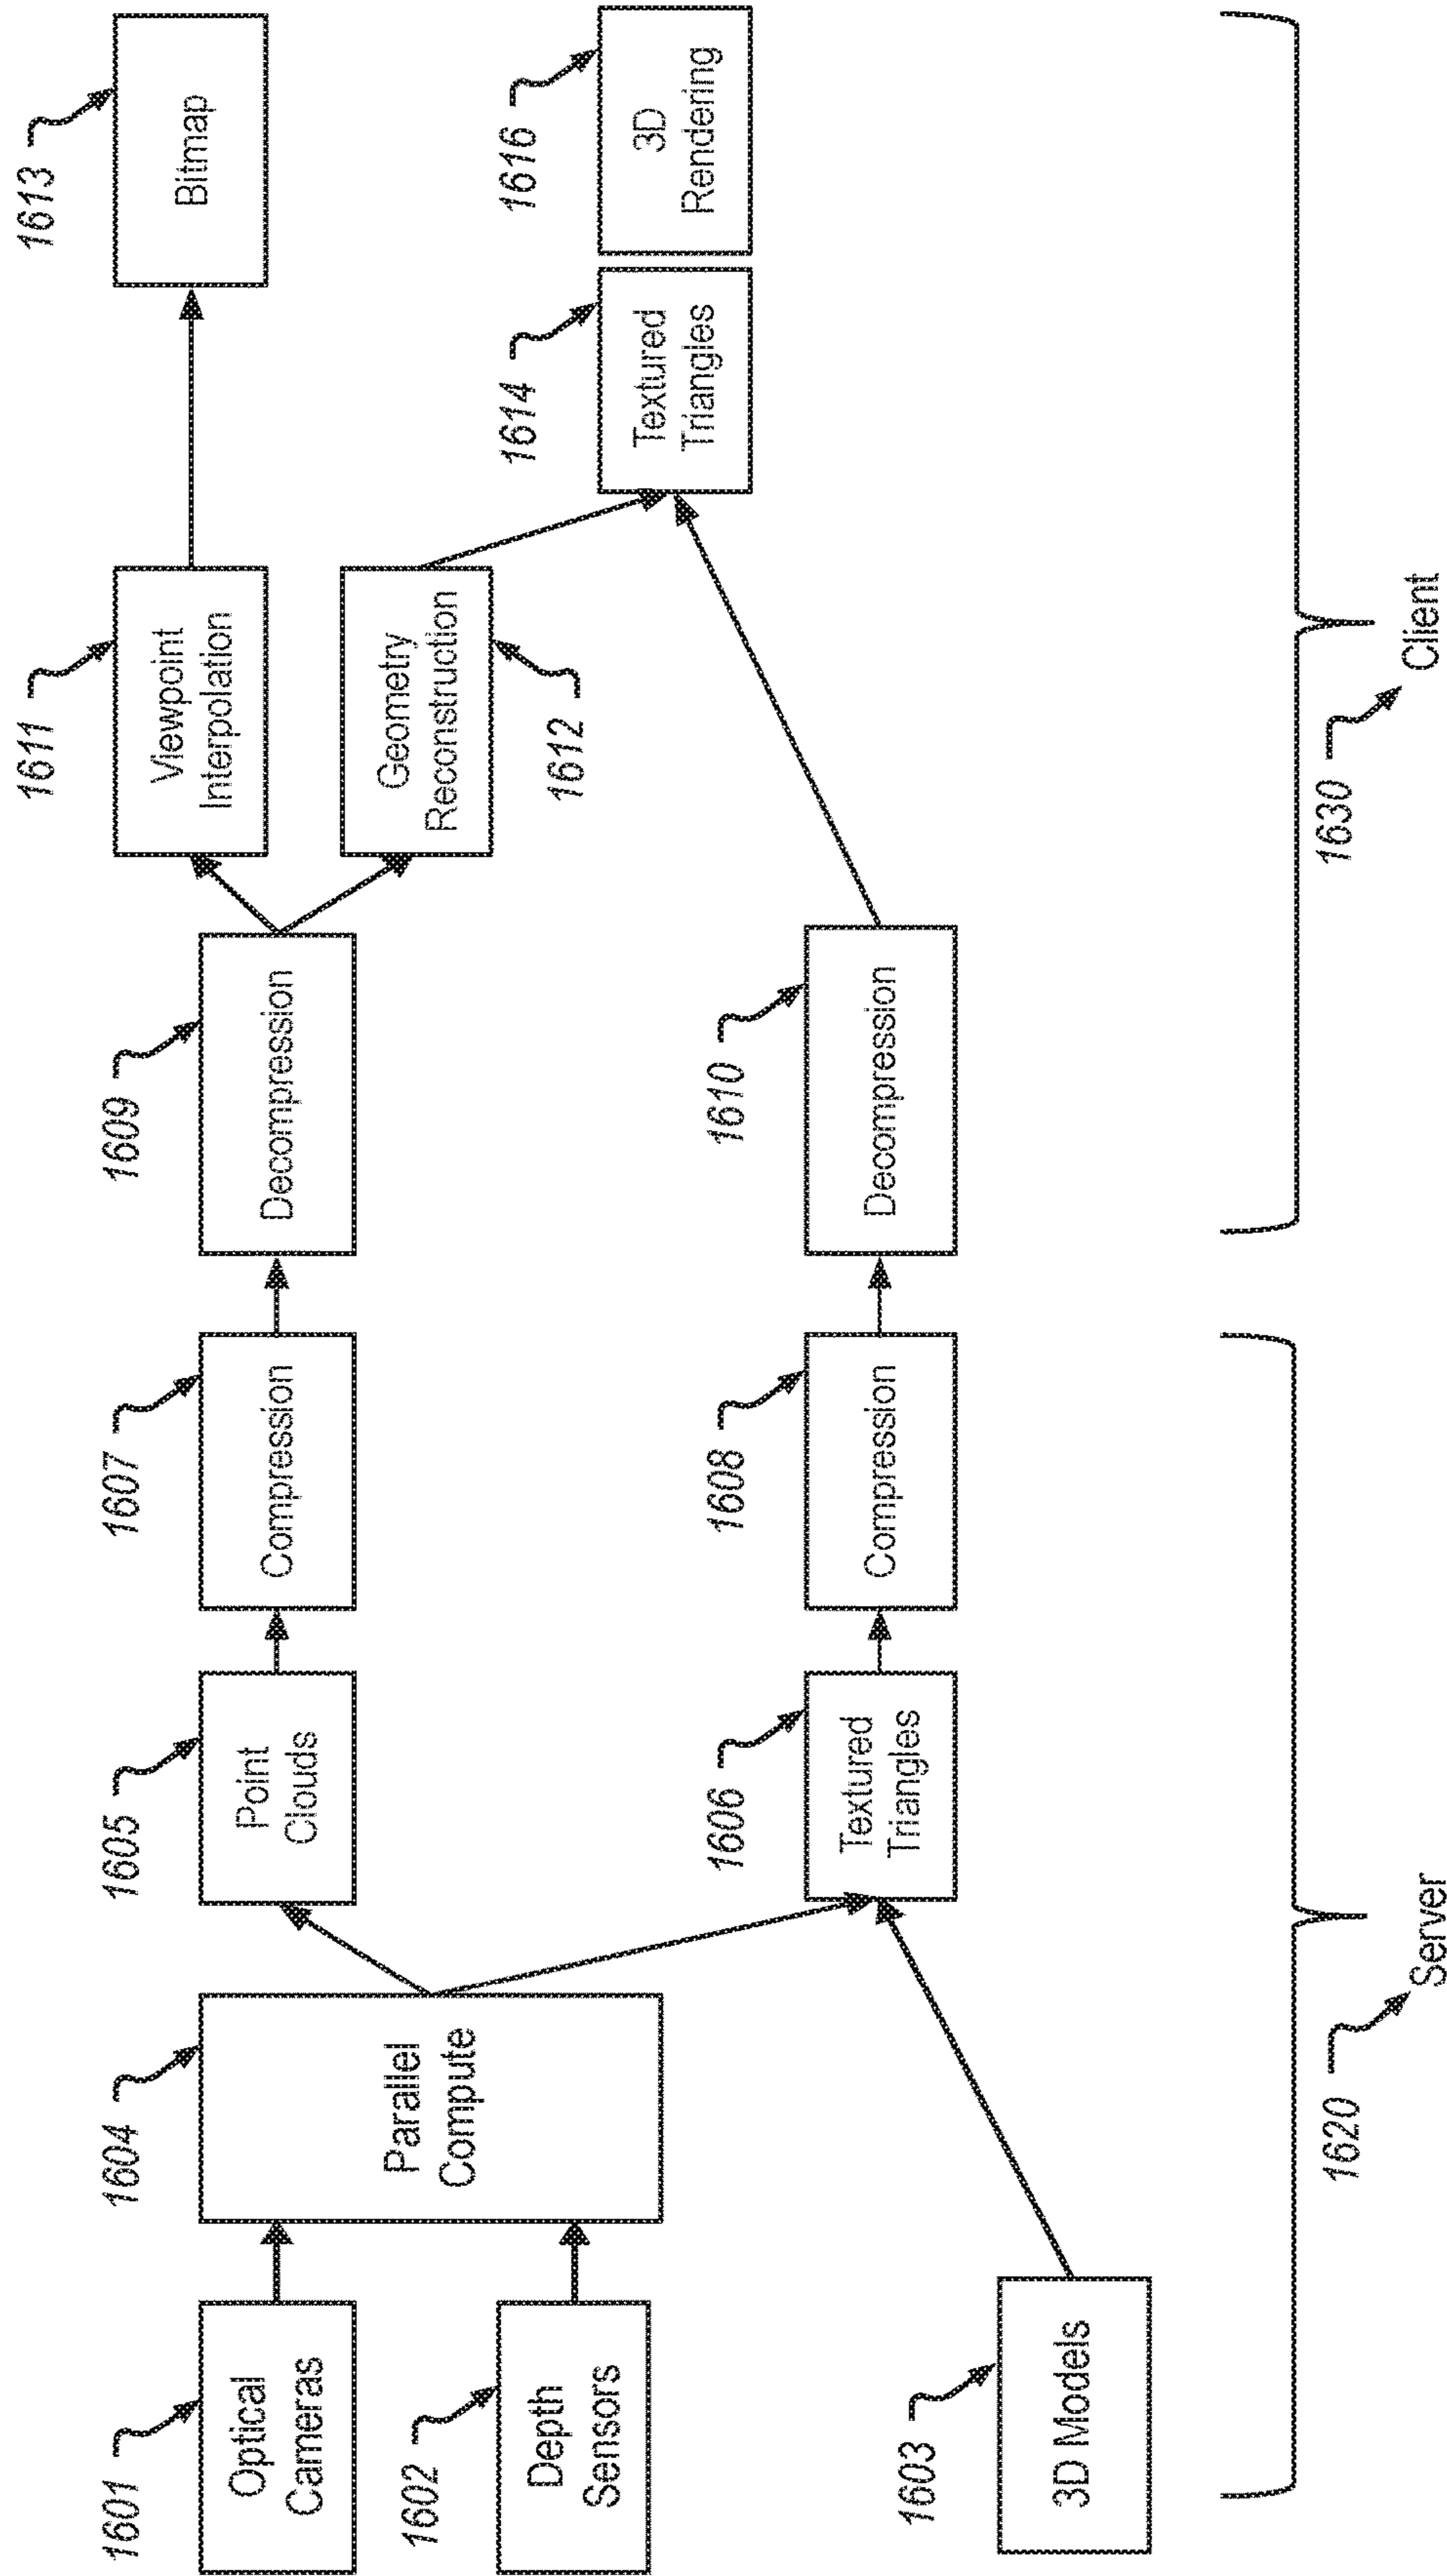 1601
Optical
Cameras
1602
Depth
Sensors
1603
3D Models
1604
Parallel
Compute
1605
Point
Clouds
1606
Textured
Triangles
1607
Compression
1608
Compression
1609
Decompression
1610
Decompression
1611
Viewpoint
Interpolation
Geometry
Reconstruction
1612
1613
Bitmap
1614
Textured
Triangles
1616
3D
Rendering
1620
Server
1630
Client